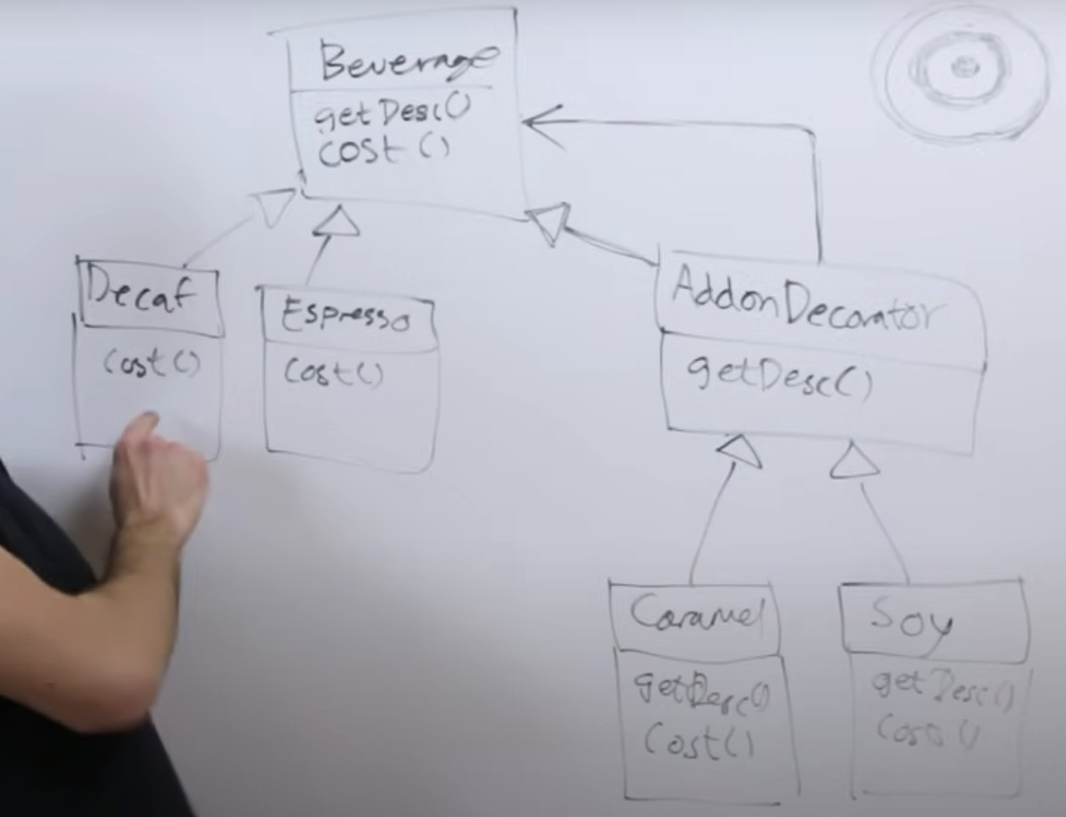 Beverage
getDesc()
cost()
Decaf
cost()
Espresso
cost()
AddonDecorator
getDesc()
Caramel
getDesc()
cost()
Soy
getDesc()
cost()